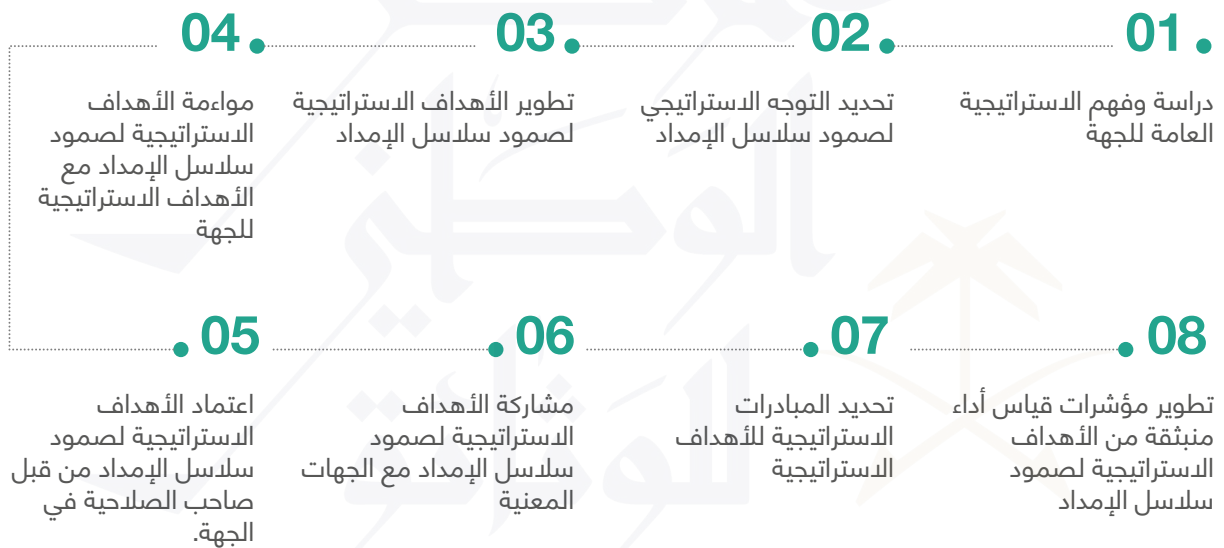 01
دراسة وفهم الاستراتيجية
العامة للجهة
02
تحديد التوجه الاستراتيجي
لصمود سلاسل الإمداد
03
تطوير الأهداف الاستراتيجية
لصمود سلاسل الإمداد
04
مواءمة الأهداف
الاستراتيجية لصمود
سلاسل الإمداد مع
الأهداف الاستراتيجية
للجهة
05
اعتماد الأهداف
الاستراتيجية لصمود
سلاسل الإمداد من قبل
صاحب الصلاحية في
الجهة.
06
مشاركة الأهداف
الاستراتيجية لصمود
سلاسل الإمداد مع الجهات
المعنية
07
تحديد المبادرات
الاستراتيجية للأهداف
الاستراتيجية
08
تطوير مؤشرات قياس أداء
منبثقة من الأهداف
الاستراتيجية لصمود
سلاسل الإمداد